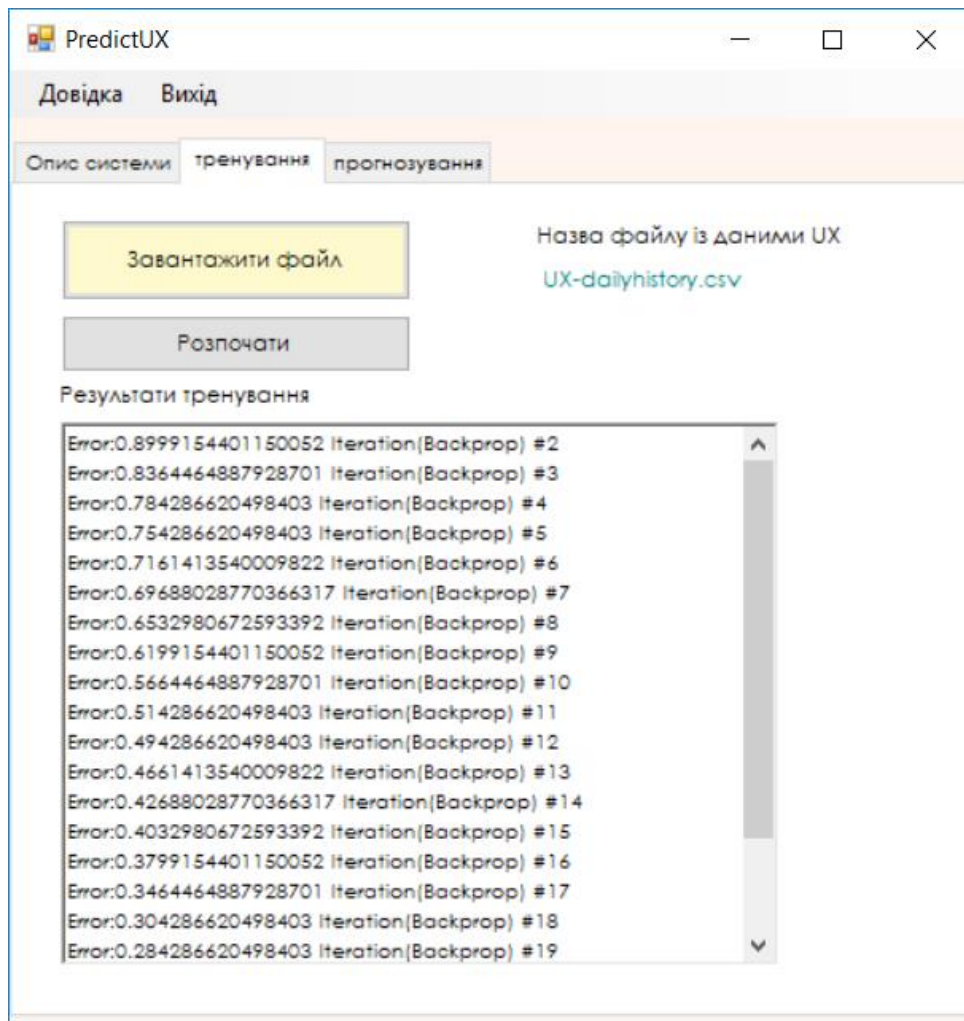 PredictUX
Довідка Вихід
Опис системи тренування прогнозування
Завантажити файл
Назва файлу із даними UX
UX-dailyhistory.csv
Розпочати
Результати тренування
Error:0.8999154401150052 Iteration(Backprop) #2
Error:0.8364464887928701 Iteration(Backprop) #3
Error:0.784286620498403 Iteration(Backprop) #4
Error:0.754286620498403 Iteration(Backprop) #5
Error:0.7161413540009822 Iteration(Backprop) #6
Error:0.69688028770366317 Iteration(Backprop) #7
Error:0.6532980672593392 Iteration(Backprop) #8
Error:0.6199154401150052 Iteration(Backprop) #9
Error:0.5664464887928701 Iteration(Backprop) #10
Error:0.514286620498403 Iteration(Backprop) #11
Error:0.494286620498403 Iteration(Backprop) #12
Error:0.4661413540009822 Iteration(Backprop) #13
Error:0.42688028770366317 Iteration(Backprop) #14
Error:0.4032980672593392 Iteration(Backprop) #15
Error:0.3799154401150052 Iteration(Backprop) #16
Error:0.3464464887928701 Iteration(Backprop) #17
Error:0.304286620498403 Iteration(Backprop) #18
Error:0.284286620498403 Iteration(Backprop) #19